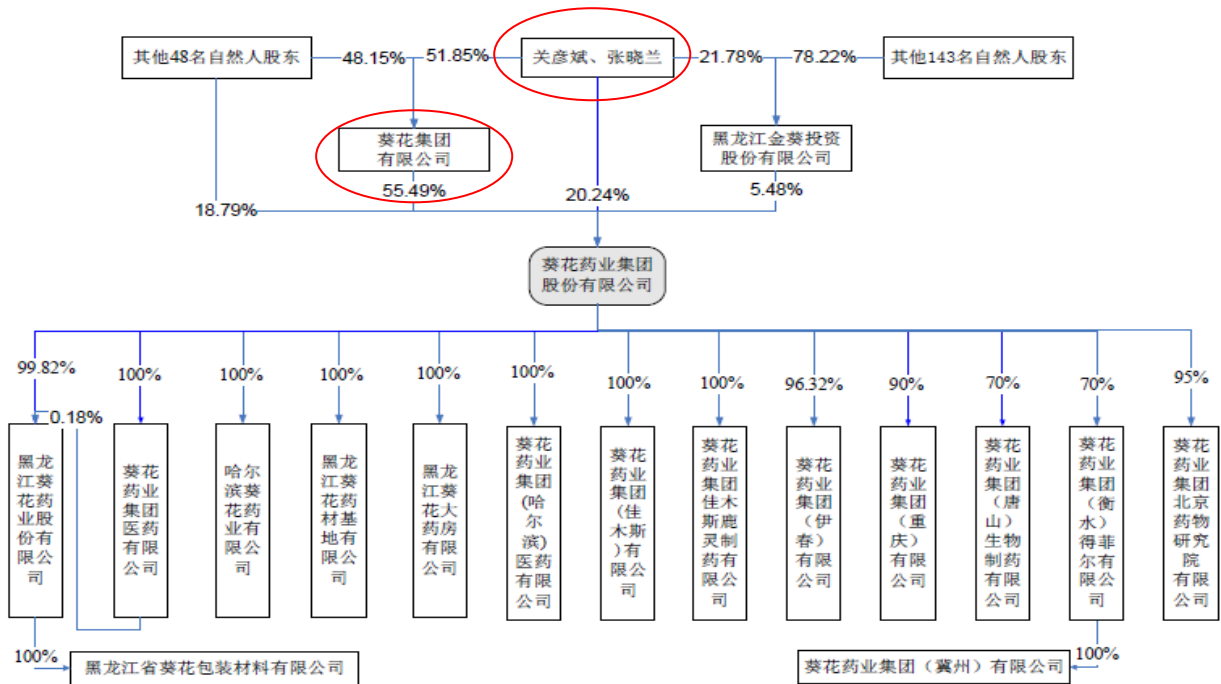 其他48名自然人股东
48.15%
51.85%
关彦斌、张晓兰
21.78%
78.22%
其他143名自然人股东
葵花集团
有限公司
黑龙江金葵投资
股份有限公司
18.79%
55.49%
20.24%
5.48%
葵花药业集团
股份有限公司
99.82%
0.18%
100%
100%
100%
100%
100%
100%
100%
96.32%
90%
70%
70%
95%
黑龙
江葵
花药
业股
份有
限公
司
葵花
药业
集团
医药
有限
公司
哈尔
滨葵
花药
业有
限公
司
黑龙
江葵
花药
材基
地有
限公
司
黑龙
江葵
花大
药房
有限
公司
葵花
药业
集团
(哈
尔
滨)
医药
有限
公司
葵花
药业
集团
(佳
木斯
)有
限公
司
葵花
药业
集团
佳木
斯鹿
灵制
药有
限公
司
葵花
药业
集团
（伊
春）
有限
公司
葵花
药业
集团
（重
庆）
有限
公司
葵花
药业
集团
（唐
山）
生物
制药
有限
公司
葵花
药业
集团
（衡
水）
得菲
尔有
限公
司
葵花
药业
集团
北京
药物
研究
院
有限
公司
100%
黑龙江省葵花包装材料有限公司
葵花药业集团（冀州）有限公司
100%